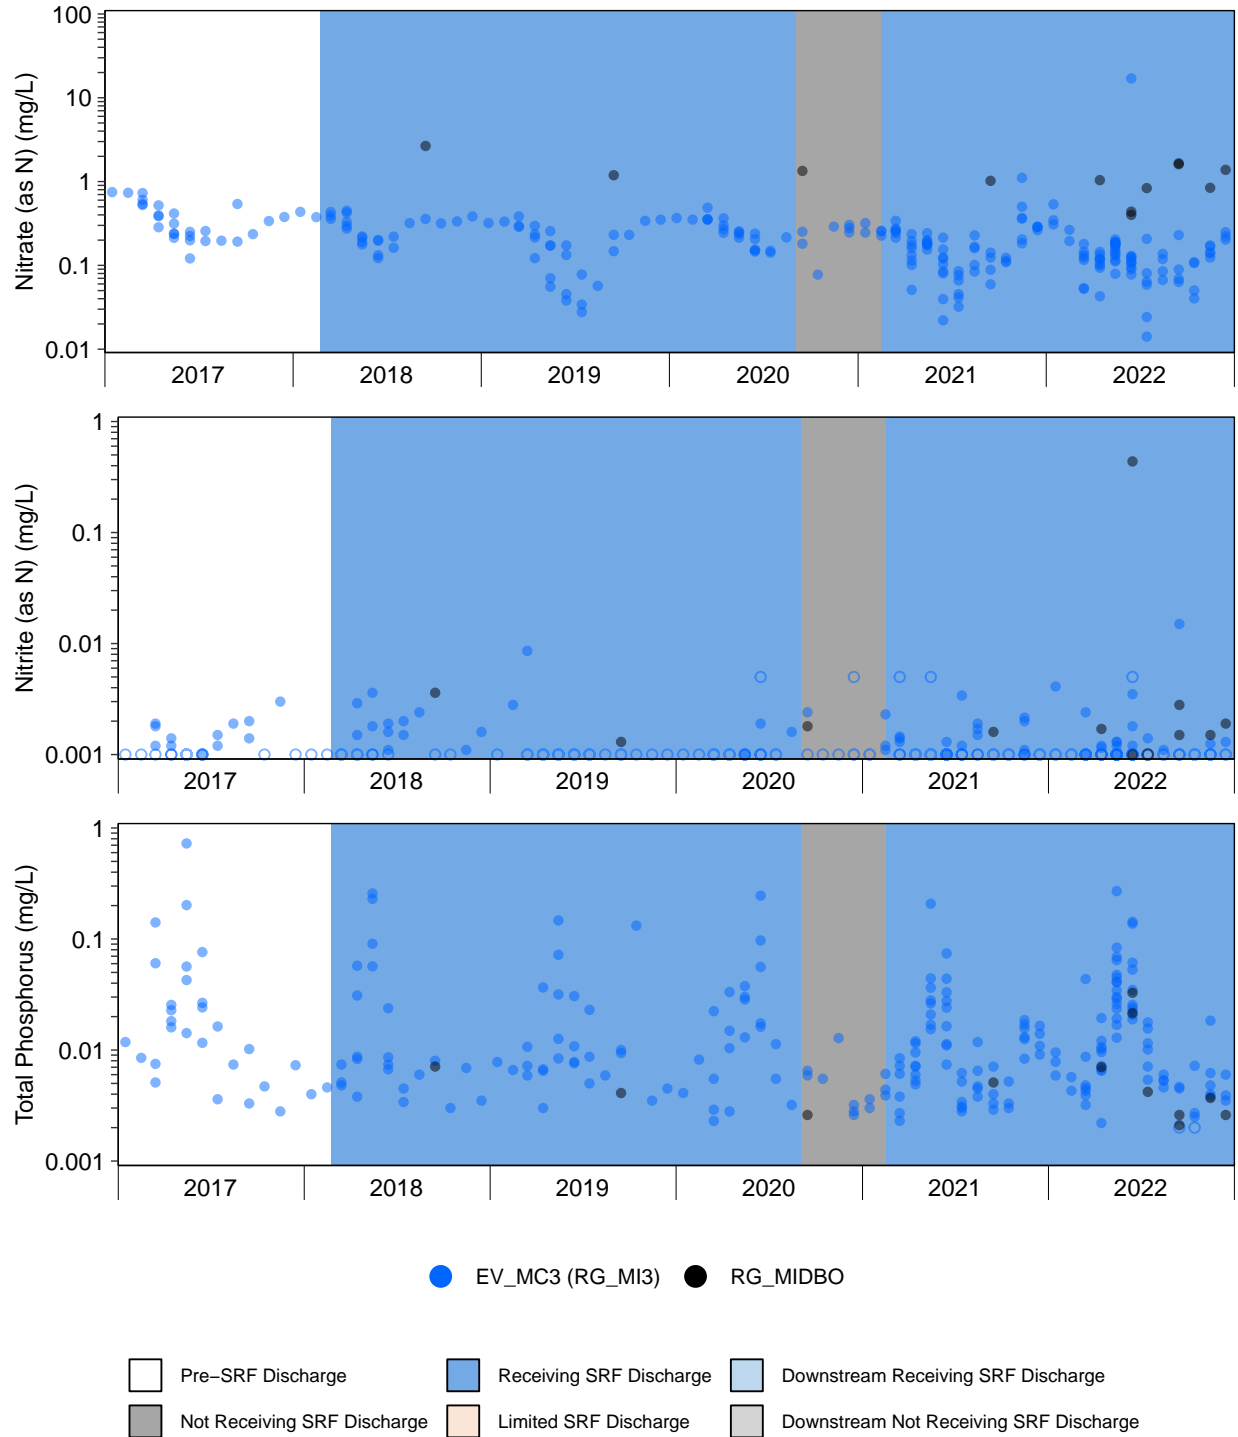 Nitrate (as N) (mg/L)
100
10
1
0.1
0.01
2017 2018 2019 2020 2021 2022
Nitrite (as N) (mg/L)
1
0.1
0.01
0.001
2017 2018 2019 2020 2021 2022
Total Phosphorus (mg/L)
1
0.1
0.01
0.001
2017 2018 2019 2020 2021 2022
EV_MC3 (RG_MI3) RG_MIDBO
Pre−SRF Discharge Receiving SRF Discharge Downstream Receiving SRF Discharge
Not Receiving SRF Discharge Limited SRF Discharge Downstream Not Receiving SRF Discharge